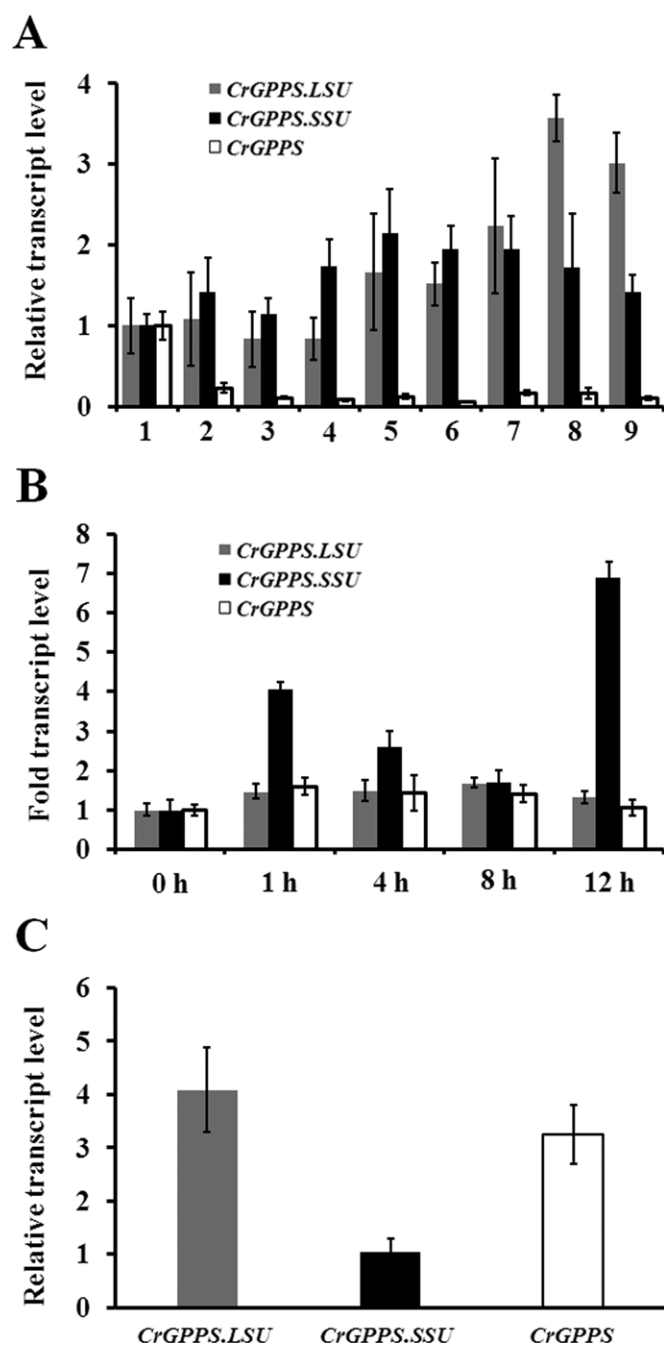 A
Relative transcript level
4
3
2
1
0
CrGPPS.LSU
CrGPPS.SSU
CrGPPS
1 2 3 4 5 6 7 8 9
B
Fold transcript level
8
7
6
5
4
3
2
1
0
CrGPPS.LSU
CrGPPS.SSU
CrGPPS
0 h 1 h 4 h 8 h 12 h
C
Relative transcript level
6
5
4
3
2
1
0
CrGPPS.LSU CrGPPS.SSU CrGPPS